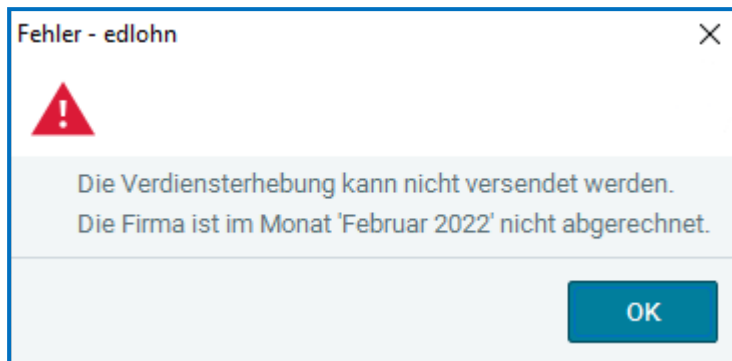 Fehler - edlohn
Die Verdiensterhebung kann nicht versendet werden.
Die Firma ist im Monat 'Februar 2022' nicht abgerechnet.
OK